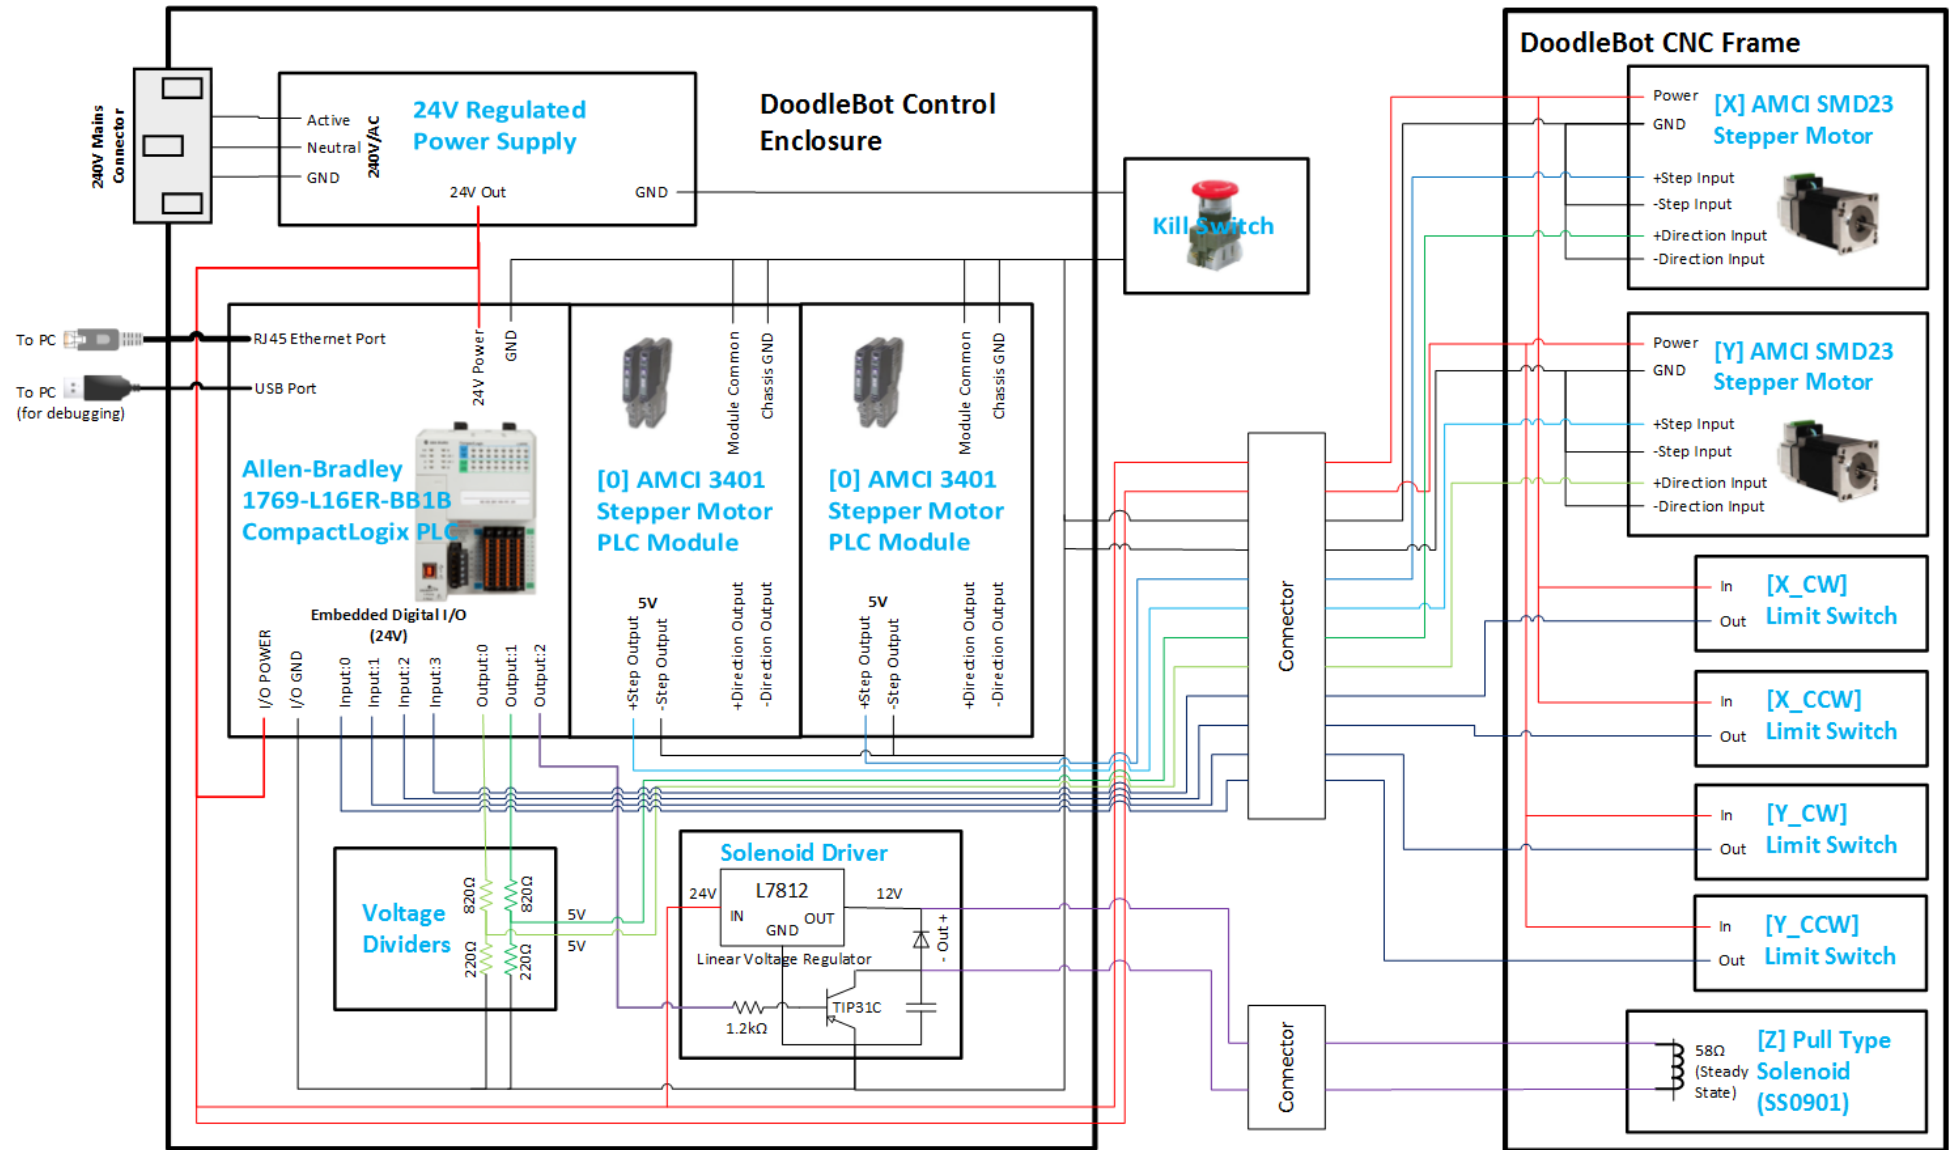 DoodleBot CNC Frame
DoodleBot Control
Enclosure
240V Mains
Connector
24V Regulated
Power Supply
Active
Neutral
GND
240V/AC
24V Out
GND
Kill Switch
To PC
RJ45 Ethernet Port
To PC
(for debugging)
USB Port
24V Power
GND
Allen-Bradley
1769-L16ER-BB1B
CompactLogix PLC
Embedded Digital I/O
(24V)
I/O POWER
I/O GND
Input:0
Input:1
Input:2
Input:3
Output:0
Output:1
Output:2
Module Common
Chassis GND
[0] AMCI 3401
Stepper Motor
PLC Module
5V
+Step Output
-Step Output
+Direction Output
-Direction Output
Module Common
Chassis GND
[0] AMCI 3401
Stepper Motor
PLC Module
5V
+Step Output
-Step Output
+Direction Output
-Direction Output
Voltage
Dividers
820Ω
820Ω
220Ω
220Ω
5V
5V
Solenoid Driver
24V
L7812
12V
IN
OUT
GND
Linear Voltage Regulator
- Out +
1.2kΩ
TIP31C
Connector
Connector
Power
GND
+Step Input
-Step Input
+Direction Input
-Direction Input
[X] AMCI SMD23
Stepper Motor
Power
GND
+Step Input
-Step Input
+Direction Input
-Direction Input
[Y] AMCI SMD23
Stepper Motor
In
Out
[X_CW]
Limit Switch
In
Out
[X_CCW]
Limit Switch
In
Out
[Y_CW]
Limit Switch
In
Out
[Y_CCW]
Limit Switch
58Ω
(Steady
State)
[Z] Pull Type
Solenoid
(SS0901)